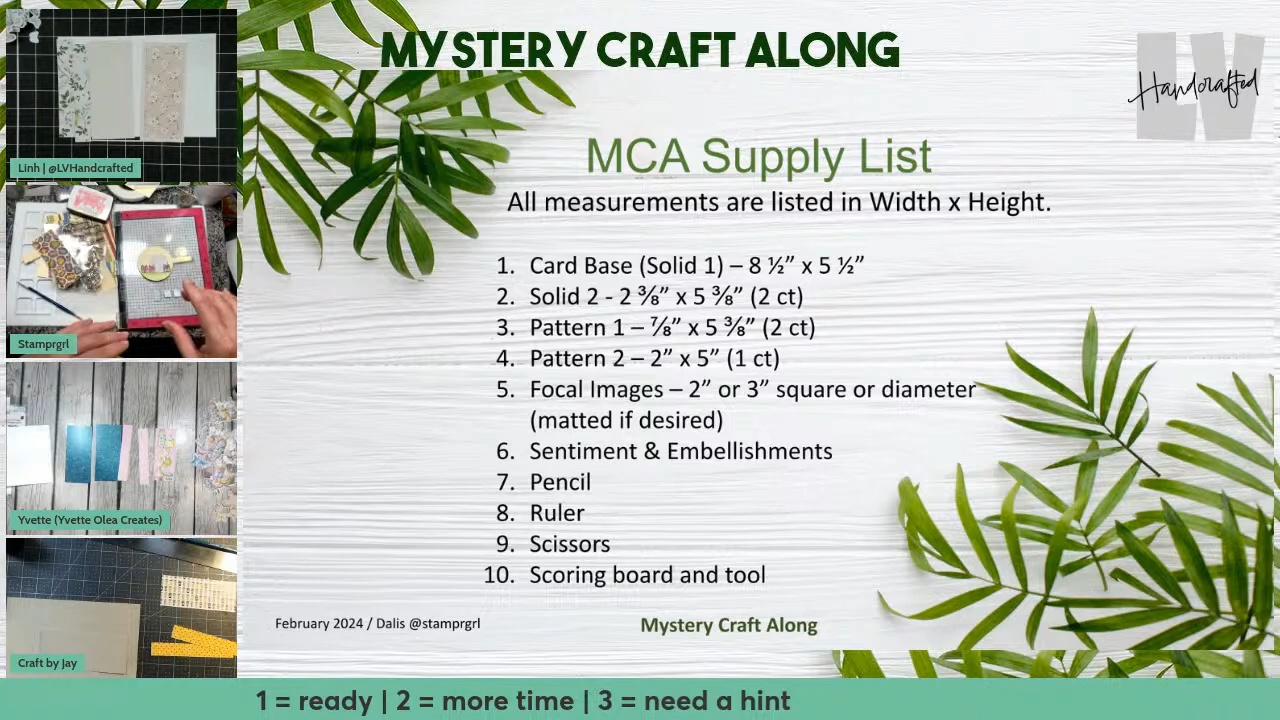 MYSTERY CRAFT ALONG
Handcrafted
MCA Supply List
All measurements are listed in Width x Height.
1. Card Base (Solid 1) – 8 ½” x 5 ½”
2. Solid 2 - 2 ⅜” x 5 ⅜” (2 ct)
3. Pattern 1 – ⅞” x 5 ⅜” (2 ct)
4. Pattern 2 – 2” x 5” (1 ct)
5. Focal Images – 2” or 3” square or diameter
(matted if desired)
6. Sentiment & Embellishments
7. Pencil
8. Ruler
9. Scissors
10. Scoring board and tool
February 2024 / Dalis @stamprgrl
Mystery Craft Along
Linh | @LVHandcrafted
Stamprgrl
Yvette (Yvette Olea Creates)
Craft by Jay
1 = ready | 2 = more time | 3 = need a hint